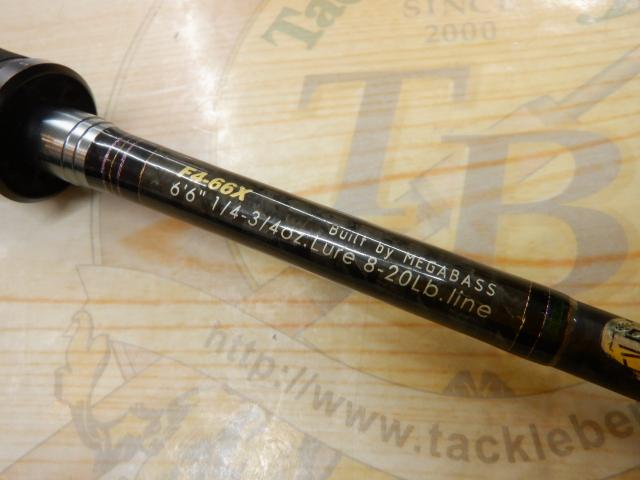 SINCE
2000
TB
F4-66X
6'6" 1/4-3/4oz.Lure 8-20Lb.line
Built by MEGABASS
http://www.tacklebe